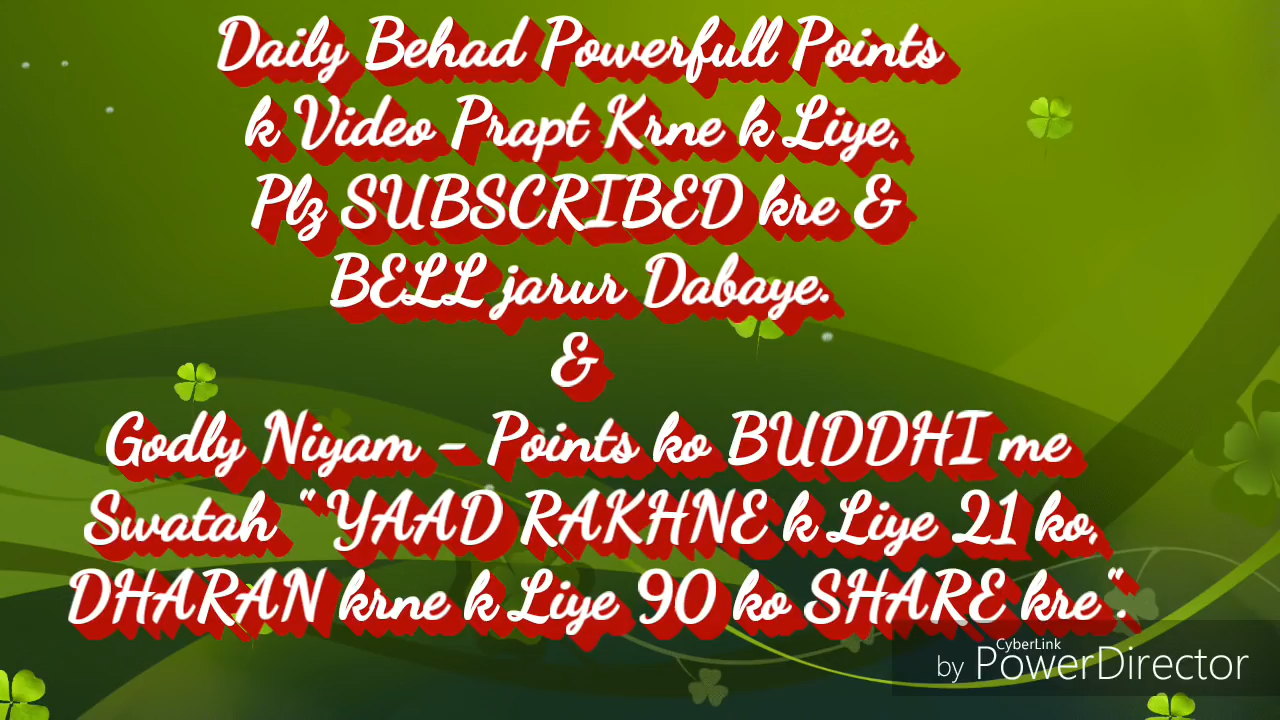 Daily Behad Powerfull Points
k Video Prapt Krne k Liye,
Plz SUBSCRIBED kre &
BELL jarur Dabaye.
&
Godly Niyam - Points ko BUDDHI me
Swatah "YAAD RAKHNE k Liye 21 ko,
DHARAN krne k Liye 90 ko SHARE kre".
by CyberLink PowerDirector